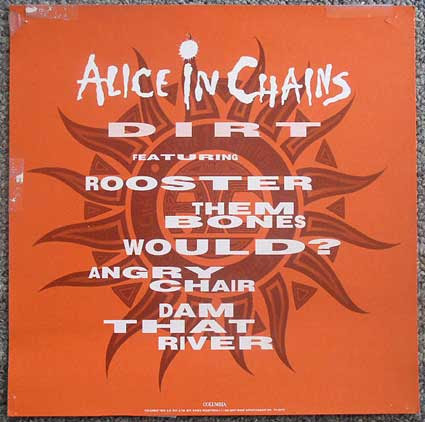 ALICE IN CHAINS
DIRT
FEATURING
ROOSTER
THEM
BONES
WOULD?
ANGRY
CHAIR
DAM
THAT
RIVER
COLUMBIA